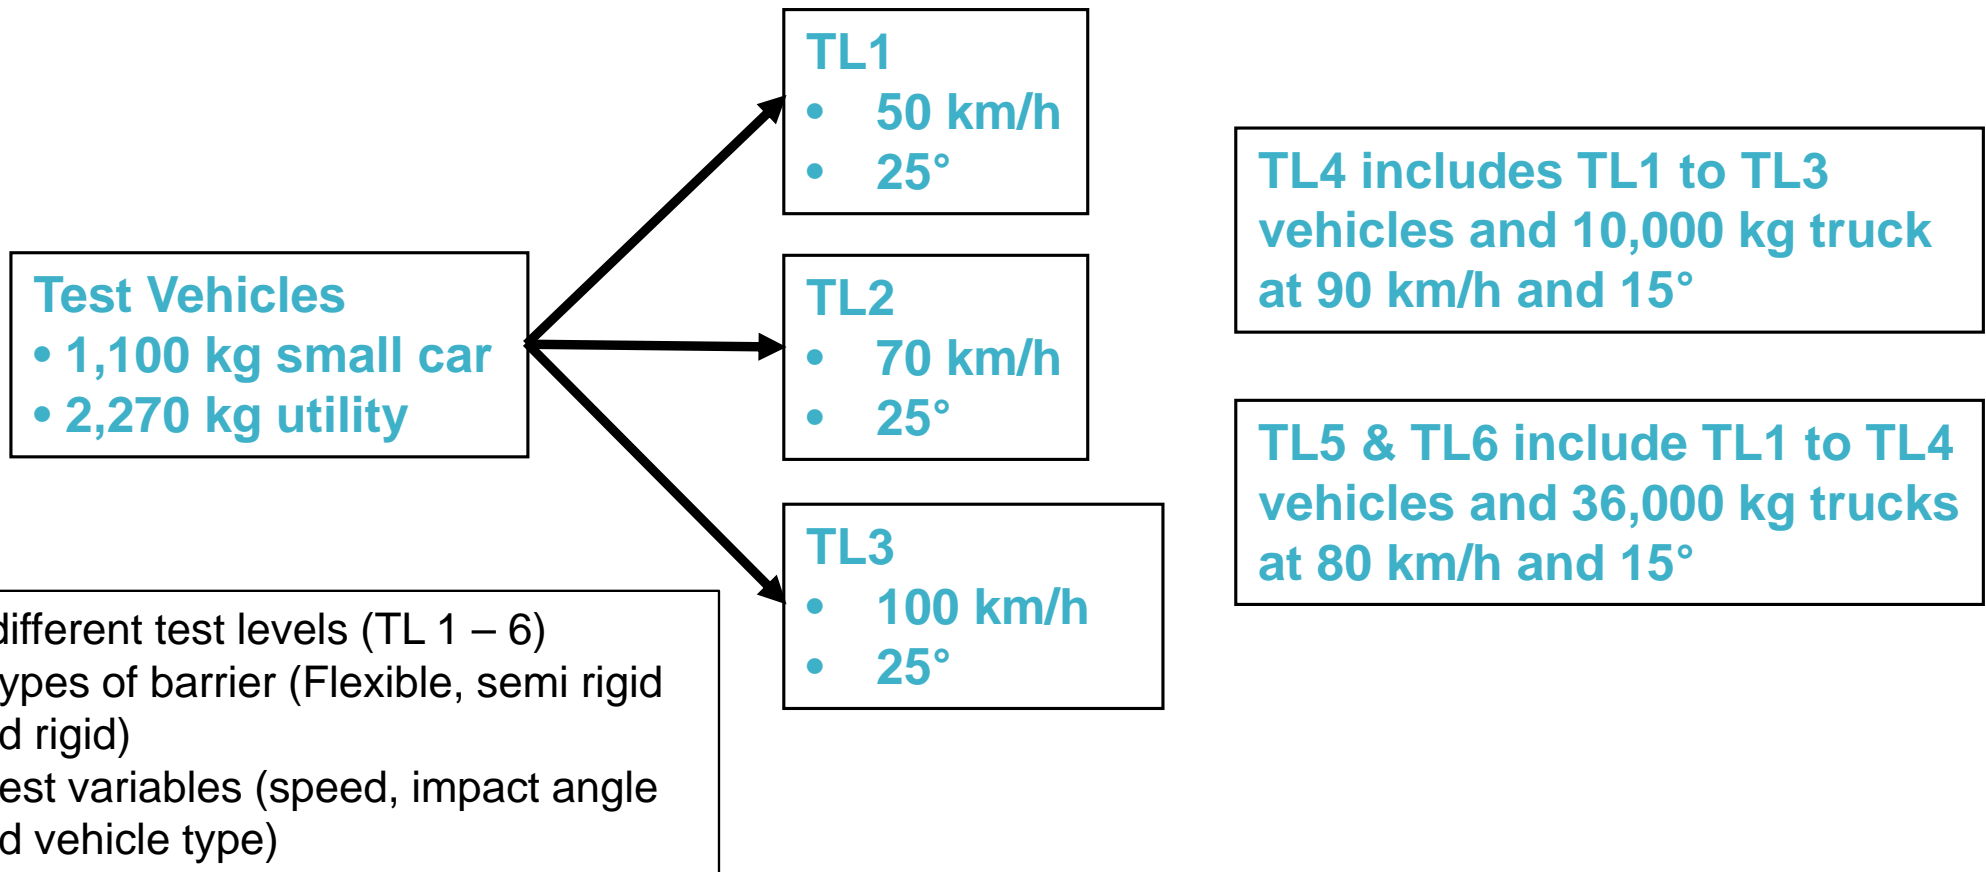 TL1
• 50 km/h
• 25°
Test Vehicles
• 1,100 kg small car
• 2,270 kg utility
TL2
• 70 km/h
• 25°
TL3
• 100 km/h
• 25°
TL4 includes TL1 to TL3
vehicles and 10,000 kg truck
at 90 km/h and 15°
TL5 & TL6 include TL1 to TL4
vehicles and 36,000 kg trucks
at 80 km/h and 15°
different test levels (TL 1 – 6)
ypes of barrier (Flexible, semi rigid
d rigid)
est variables (speed, impact angle
d vehicle type)